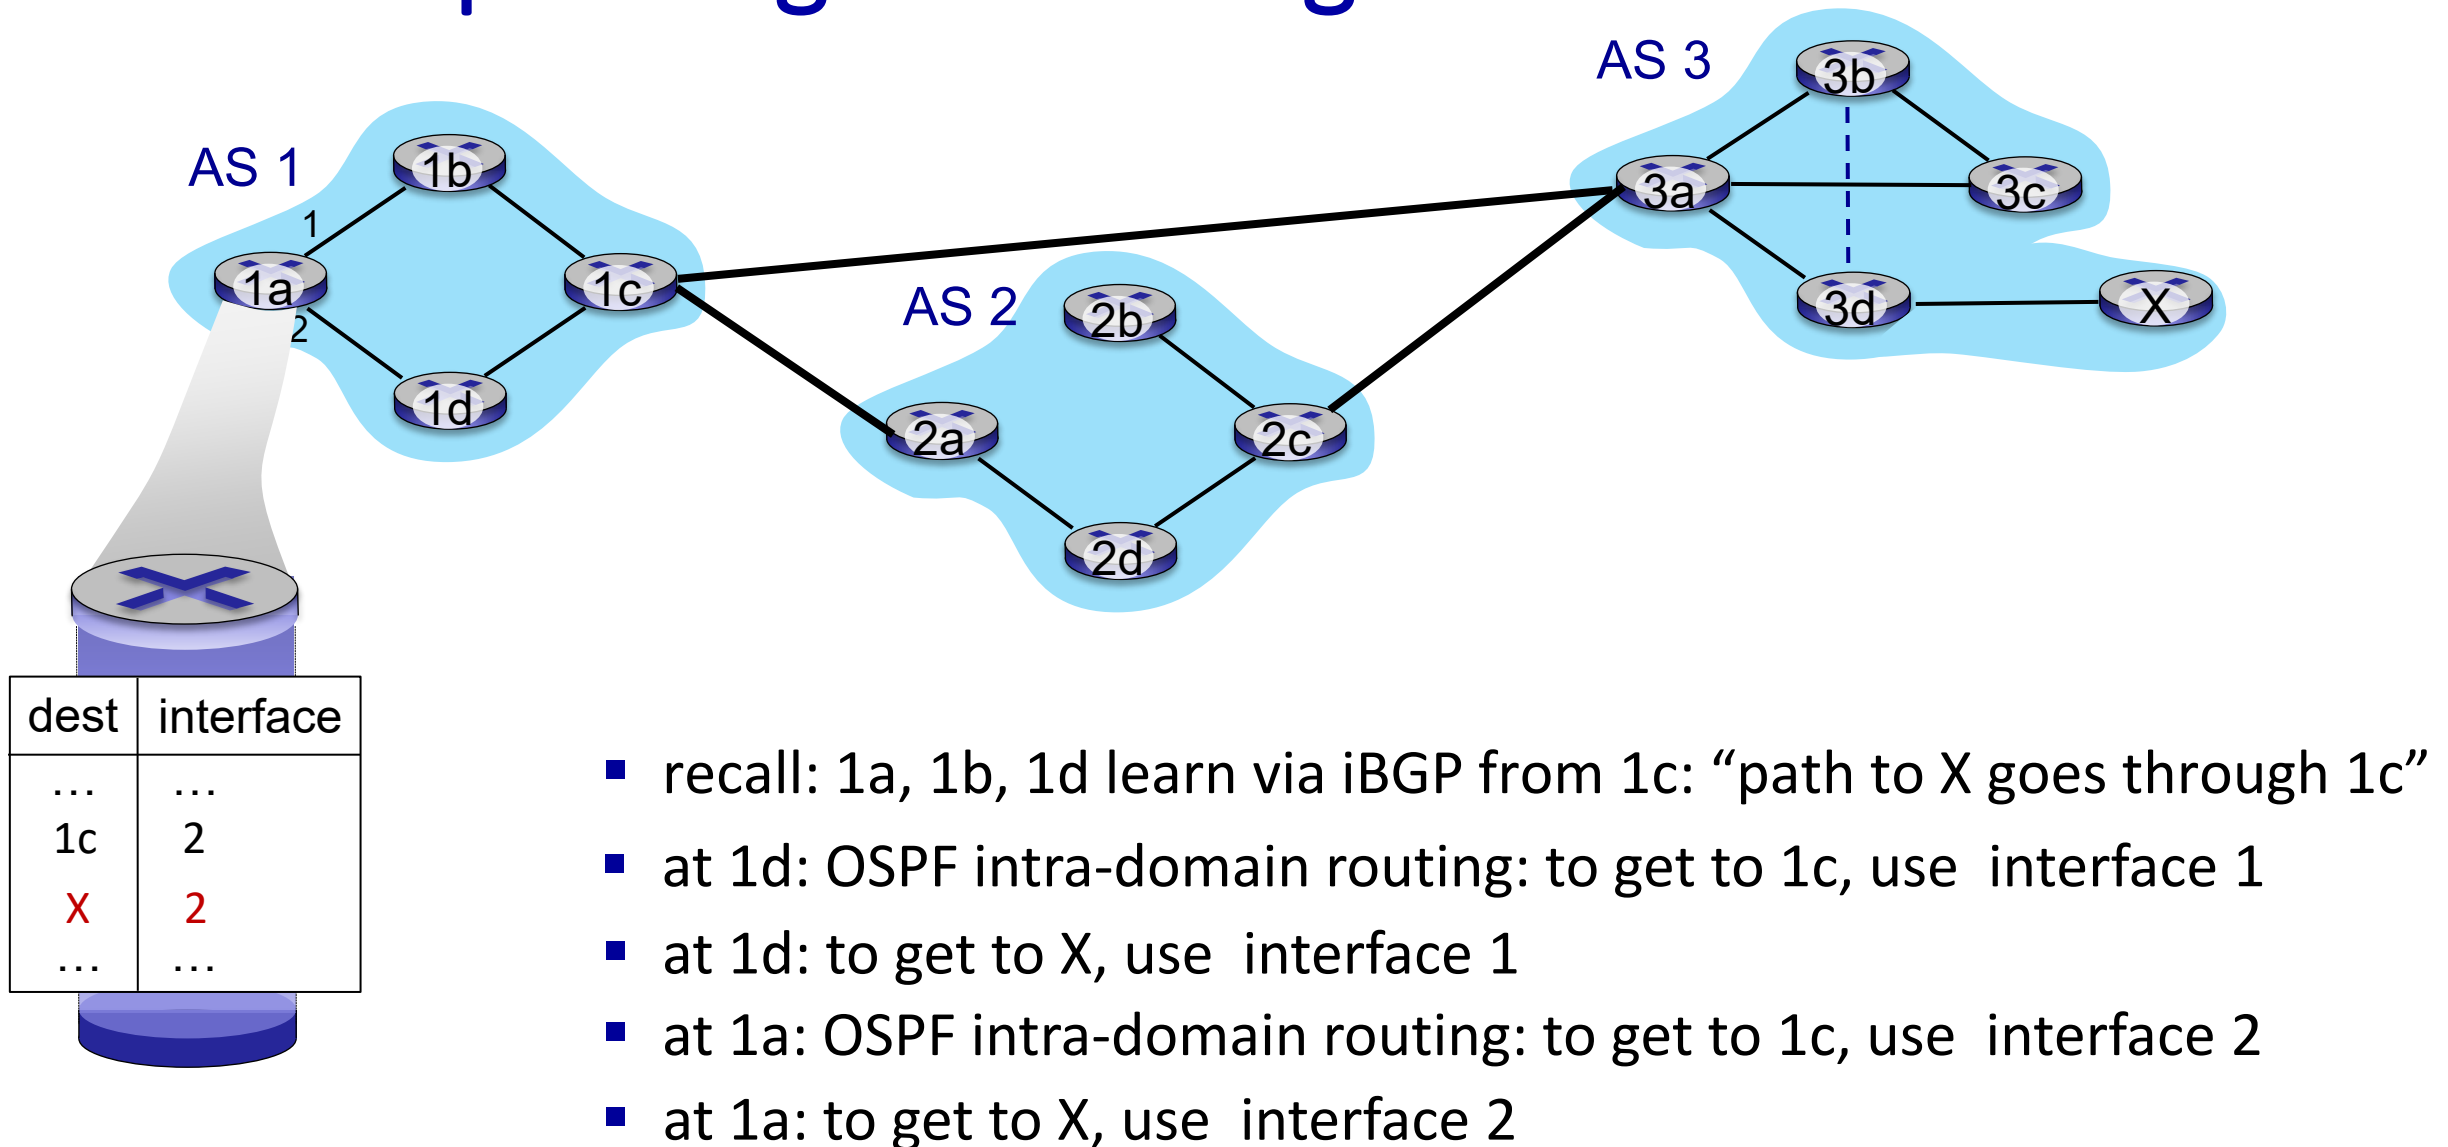 AS 3
3b
AS 1
1b
3a
3c
1
1a
1c
AS 2
2b
3d
X
2
1d
2a
2c
2d
dest interface
... ...
1c 2
X 2
... ...
▪ recall: 1a, 1b, 1d learn via iBGP from 1c: “path to X goes through 1c”
▪ at 1d: OSPF intra-domain routing: to get to 1c, use interface 1
▪ at 1d: to get to X, use interface 1
▪ at 1a: OSPF intra-domain routing: to get to 1c, use interface 2
▪ at 1a: to get to X, use interface 2